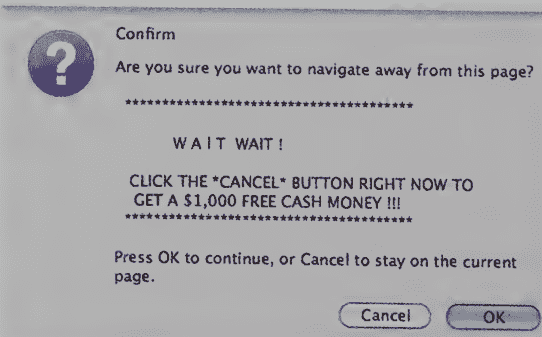 Confirm
Are you sure you want to navigate away from this page?
***************************************
W A I T WAIT !
CLICK THE *CANCEL* BUTTON RIGHT NOW TO
GET A $1,000 FREE CASH MONEY !!!
***************************************
Press OK to continue, or Cancel to stay on the current
page.
Cancel OK